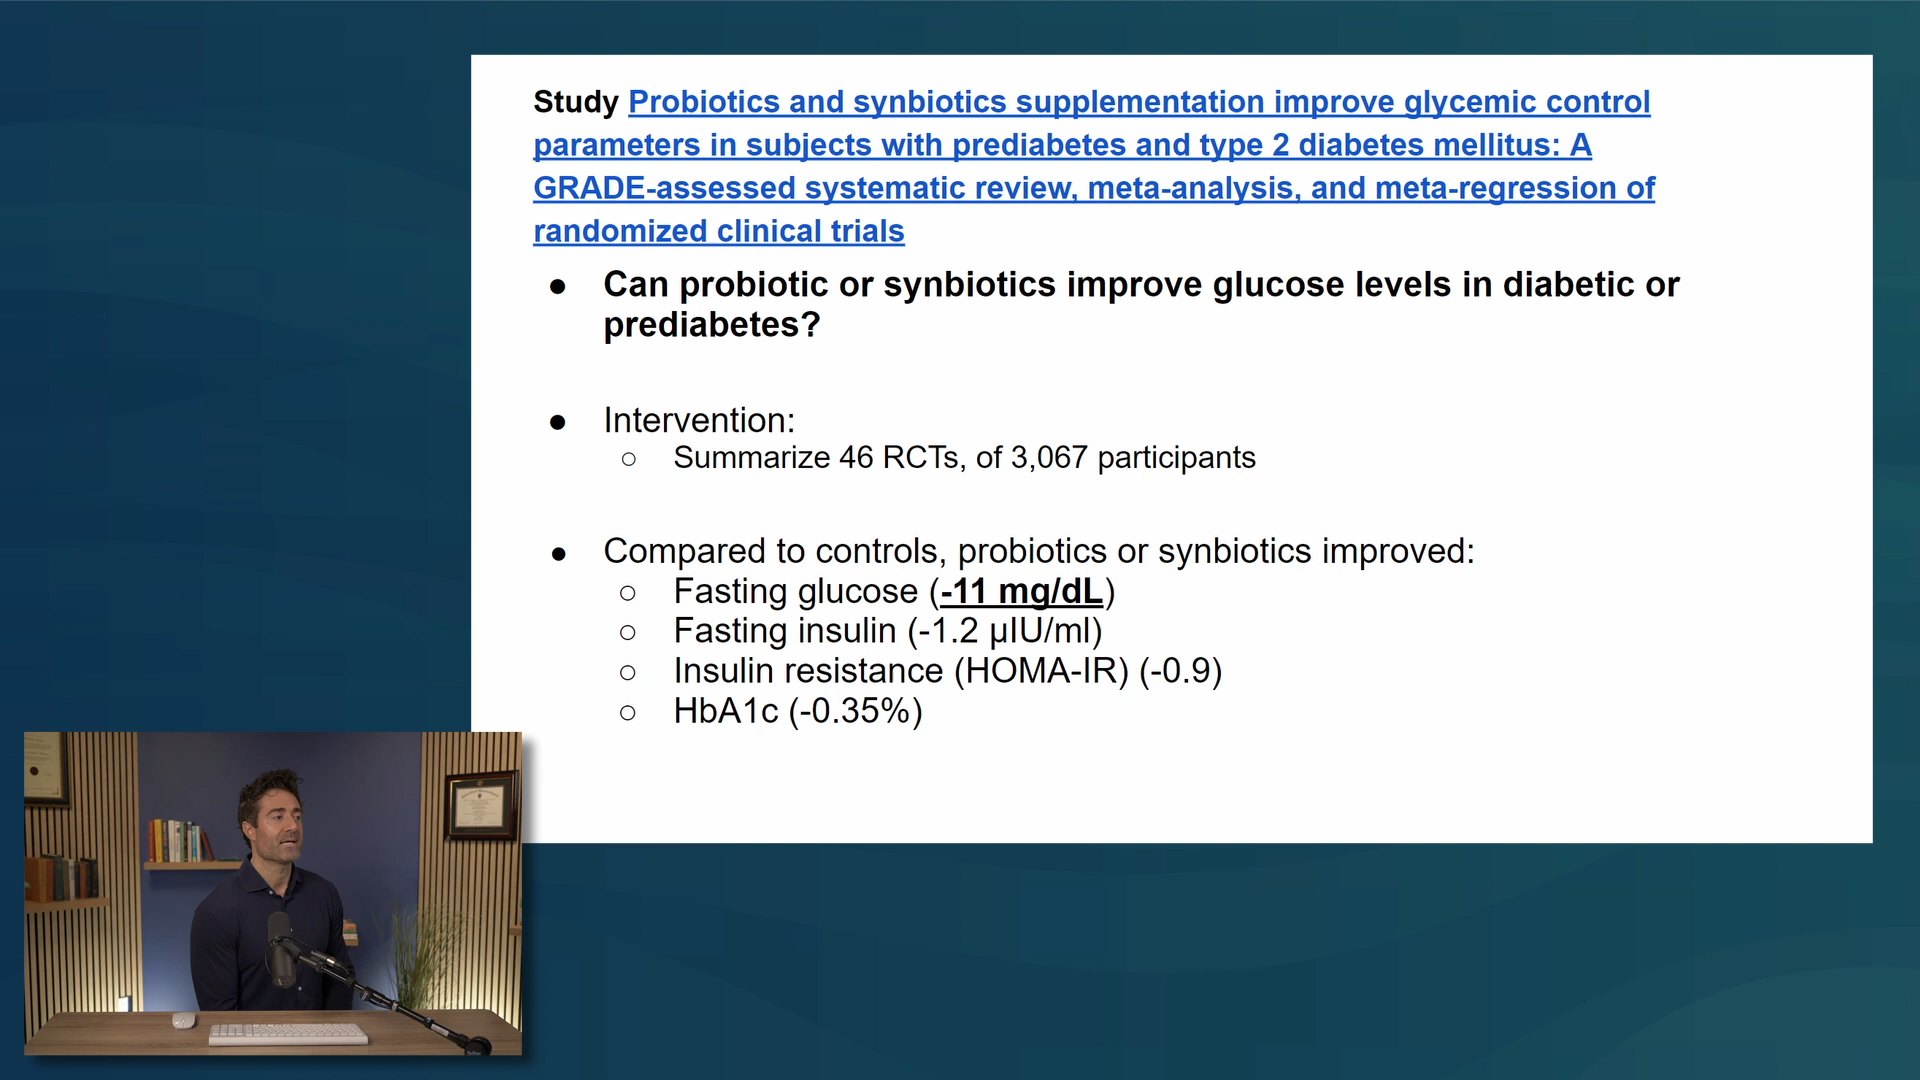 Study Probiotics and synbiotics supplementation improve glycemic control
parameters in subjects with prediabetes and type 2 diabetes mellitus: A
GRADE-assessed systematic review, meta-analysis, and meta-regression of
randomized clinical trials
● Can probiotic or synbiotics improve glucose levels in diabetic or
prediabetes?
● Intervention:
○ Summarize 46 RCTs, of 3,067 participants
● Compared to controls, probiotics or synbiotics improved:
○ Fasting glucose (-11 mg/dL)
○ Fasting insulin (-1.2 µIU/ml)
○ Insulin resistance (HOMA-IR) (-0.9)
○ HbA1c (-0.35%)